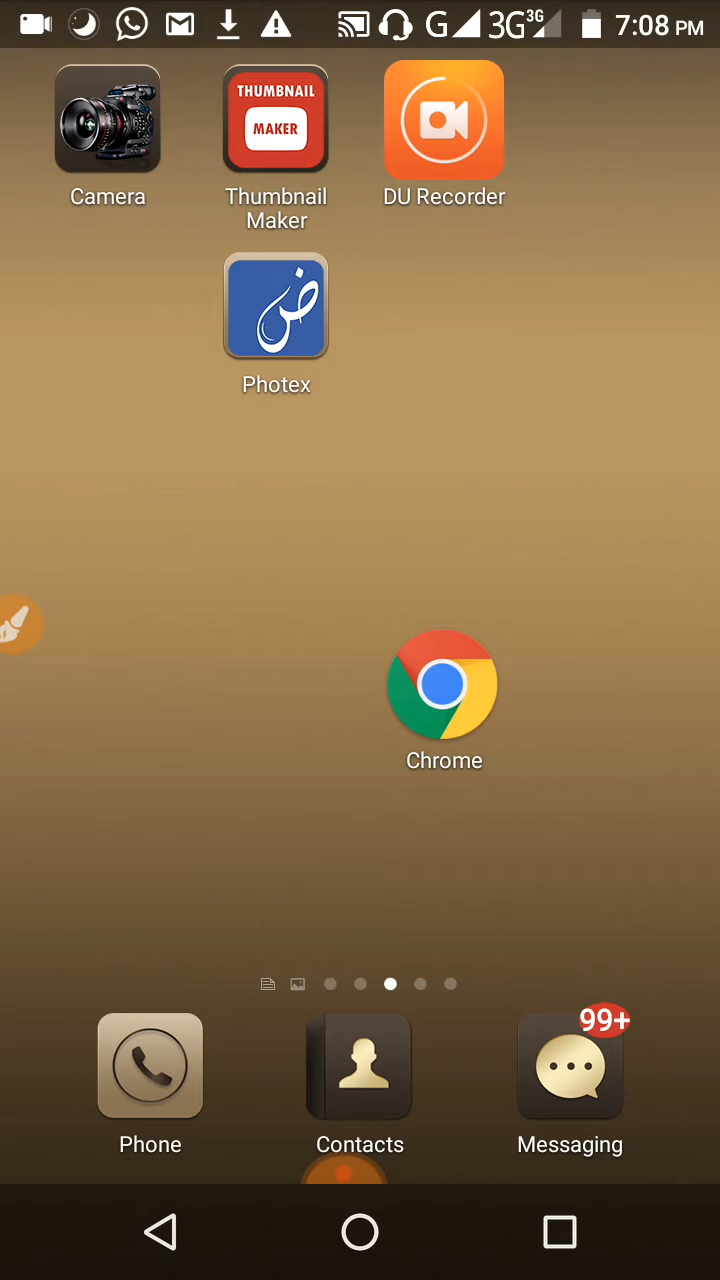 G 3G 3G 7:08 PM
THUMBNAIL
MAKER
Camera
Thumbnail
Maker
DU Recorder
ض
Photex
Chrome
99+
Phone
Contacts
Messaging